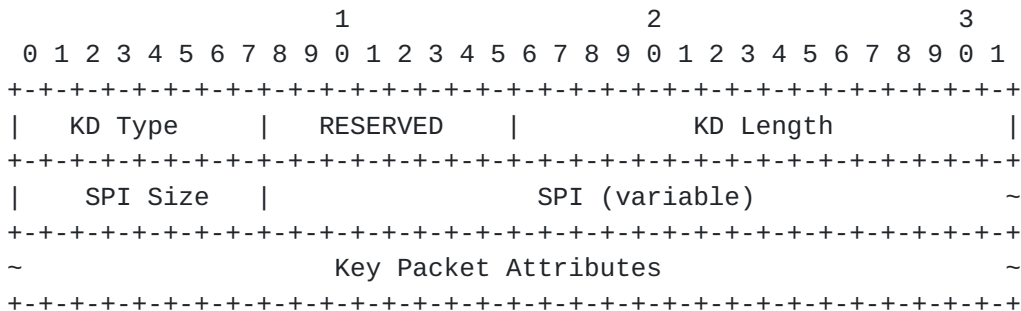 1                   2                   3
 0 1 2 3 4 5 6 7 8 9 0 1 2 3 4 5 6 7 8 9 0 1 2 3 4 5 6 7 8 9 0 1
+-+-+-+-+-+-+-+-+-+-+-+-+-+-+-+-+-+-+-+-+-+-+-+-+-+-+-+-+-+-+-+-+
|   KD Type     |   RESERVED    |           KD Length           |
+-+-+-+-+-+-+-+-+-+-+-+-+-+-+-+-+-+-+-+-+-+-+-+-+-+-+-+-+-+-+-+-+
|    SPI Size   |                 SPI (variable)                ~
+-+-+-+-+-+-+-+-+-+-+-+-+-+-+-+-+-+-+-+-+-+-+-+-+-+-+-+-+-+-+-+-+
~                    Key Packet Attributes                      ~
+-+-+-+-+-+-+-+-+-+-+-+-+-+-+-+-+-+-+-+-+-+-+-+-+-+-+-+-+-+-+-+-+